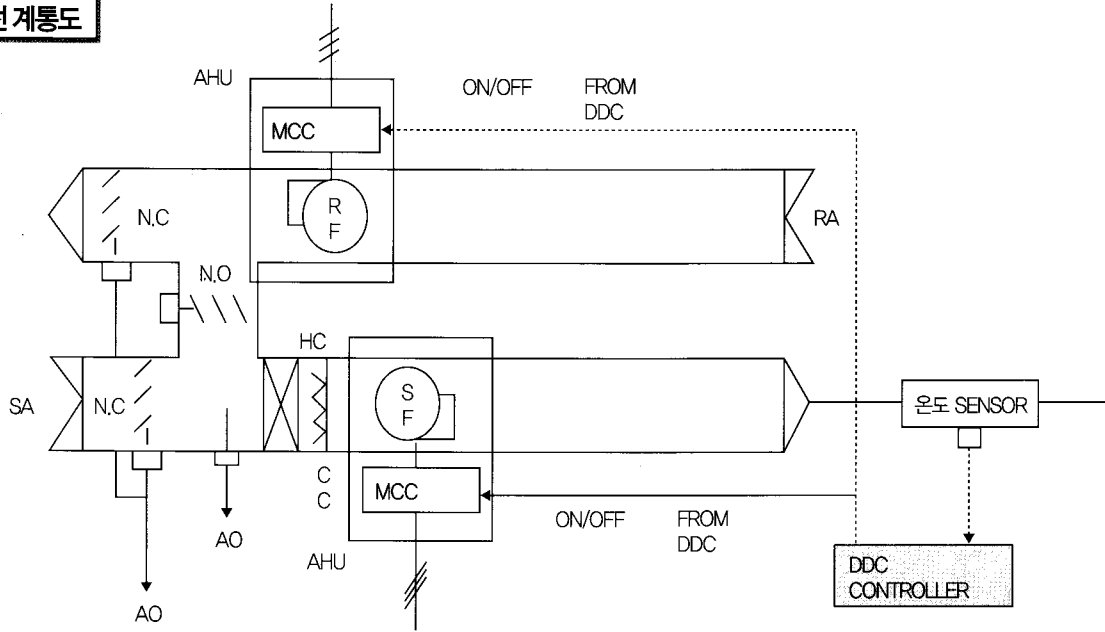 계통도
AHU
ON/OFF FROM
DDC
MCC
R
F
N.C
RA
N.O
HC
SA
N.C
S
F
온도 SENSOR
C
C
MCC
ON/OFF FROM
DDC
AO
AHU
DDC
CONTROLLER
AO